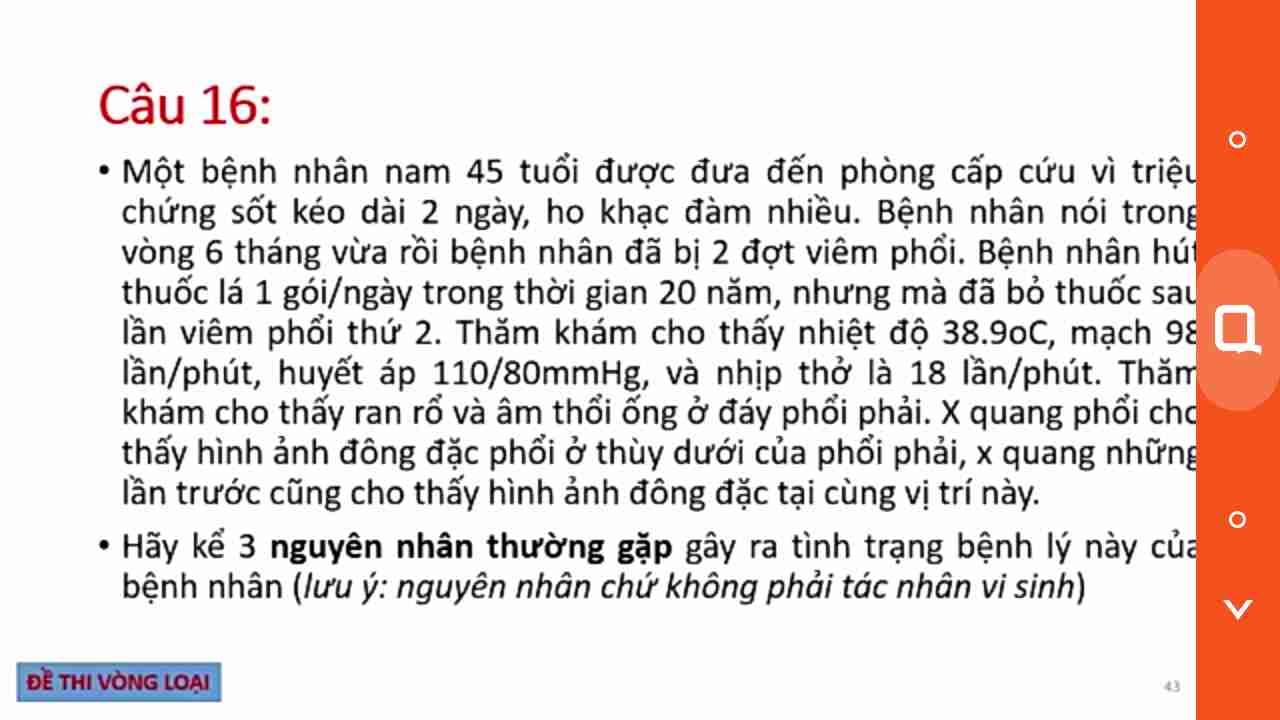 Câu 16:
• Một bệnh nhân nam 45 tuổi được đưa đến phòng cấp cứu vì triệu
chứng sốt kéo dài 2 ngày, ho khạc đàm nhiều. Bệnh nhân nói trong
vòng 6 tháng vừa rồi bệnh nhân đã bị 2 đợt viêm phổi. Bệnh nhân hút
thuốc lá 1 gói/ngày trong thời gian 20 năm, nhưng mà đã bỏ thuốc sau
lần viêm phổi thứ 2. Thăm khám cho thấy nhiệt độ 38.9oC, mạch 98
lần/phút, huyết áp 110/80mmHg, và nhịp thở là 18 lần/phút. Thăm
khám cho thấy ran rổ và âm thổi ống ở đáy phổi phải. X quang phổi cho
thấy hình ảnh đông đặc phổi ở thùy dưới của phổi phải, x quang những
lần trước cũng cho thấy hình ảnh đông đặc tại cùng vị trí này.
• Hãy kể 3 nguyên nhân thường gặp gây ra tình trạng bệnh lý này của
bệnh nhân (lưu ý: nguyên nhân chứ không phải tác nhân vi sinh)
ĐỀ THI VÒNG LOẠI
43